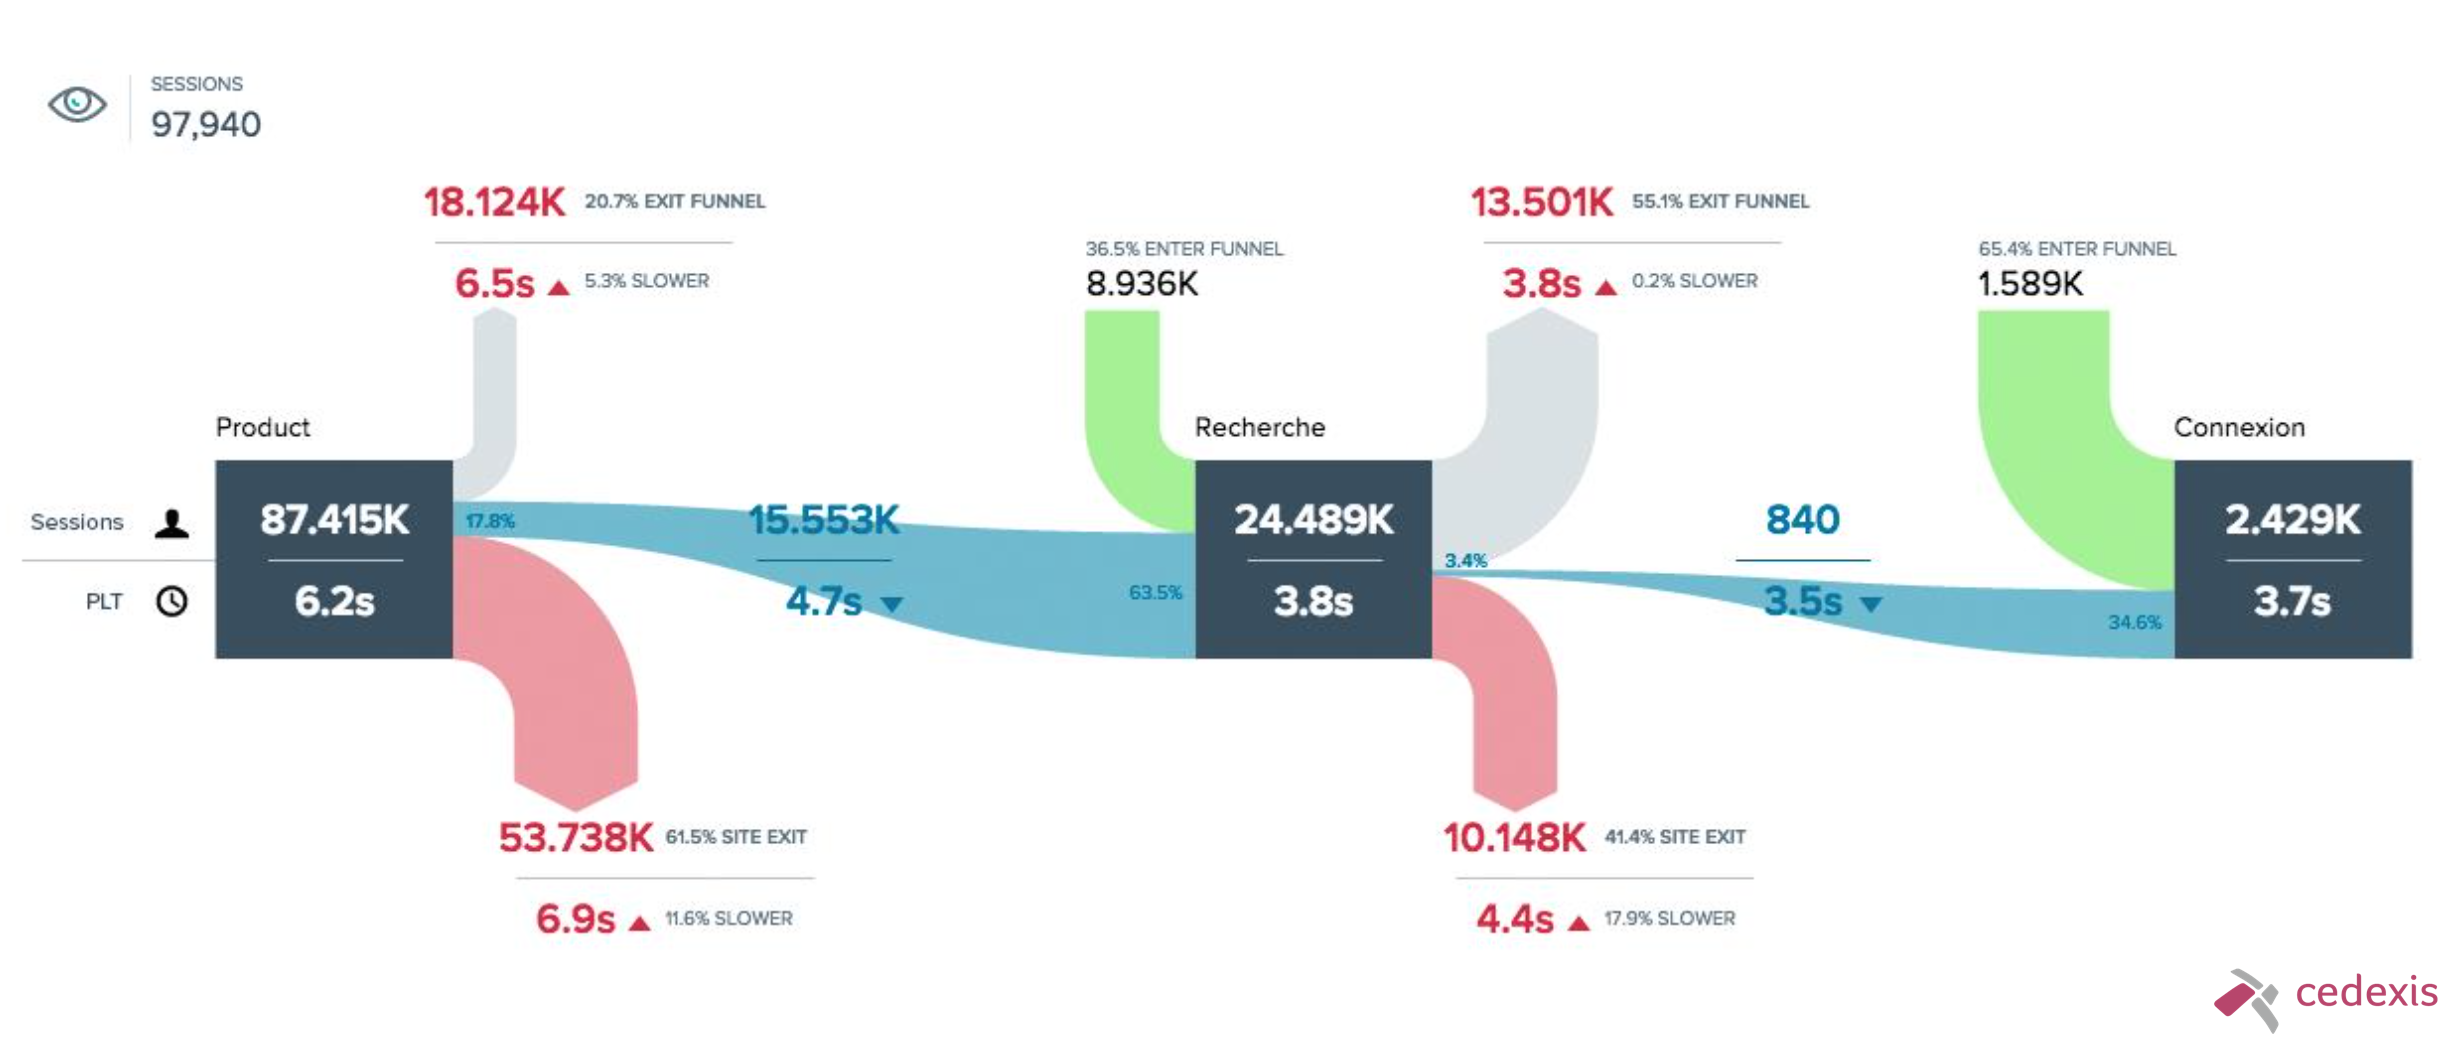 SESSIONS
97,940
18.124K 20.7% EXIT FUNNEL
6.5s ▲ 5.3% SLOWER
36.5% ENTER FUNNEL
8.936K
13.501K 55.1% EXIT FUNNEL
3.8s ▲ 0.2% SLOWER
65.4% ENTER FUNNEL
1.589K
Product
Recherche
Connexion
Sessions
87.415K
17.8%
15.553K
24.489K
3.4%
840
2.429K
PLT
6.2s
4.7s ▼
63.5%
3.8s
3.5s ▼
34.6%
3.7s
53.738K 61.5% SITE EXIT
6.9s ▲ 11.6% SLOWER
10.148K 41.4% SITE EXIT
4.4s ▲ 17.9% SLOWER
cedexis